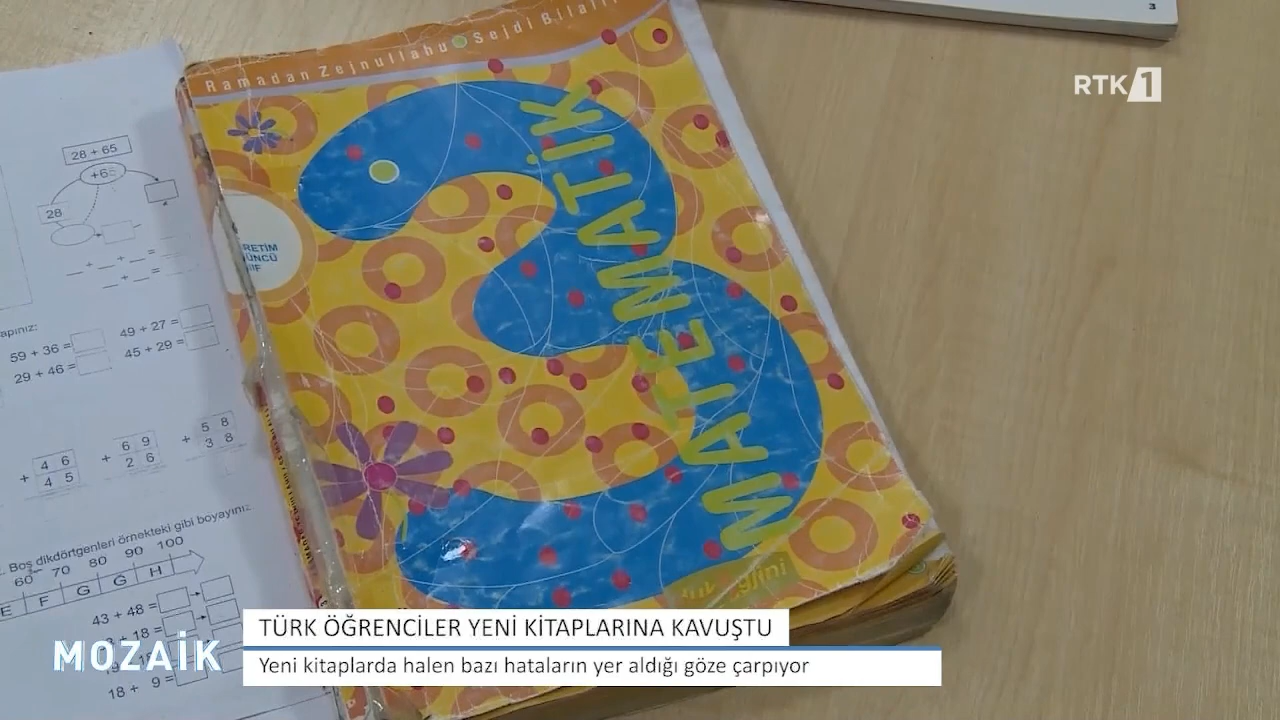 3
RTK 1
Ramadan Zejnullahu Sejdi Bilalli
MATEMATİK
28 + 65
28
apınız:
59 + 36 =
49 + 27 =
29 + 46 =
45 + 29 =
+ 4 6
4 5
+ 6 9
2 6
+ 5 8
3 8
Boş dikdörtgenleri örnekteki gibi boyayınız
60 70 80 90 100
E F G G H
43 + 48 =
+ 18 =
18 + 9 =
MOZAİK
TÜRK ÖĞRENCİLER YENİ KİTAPLARINA KAVUŞTU
Yeni kitaplarda halen bazı hataların yer aldığı göze çarpıyor